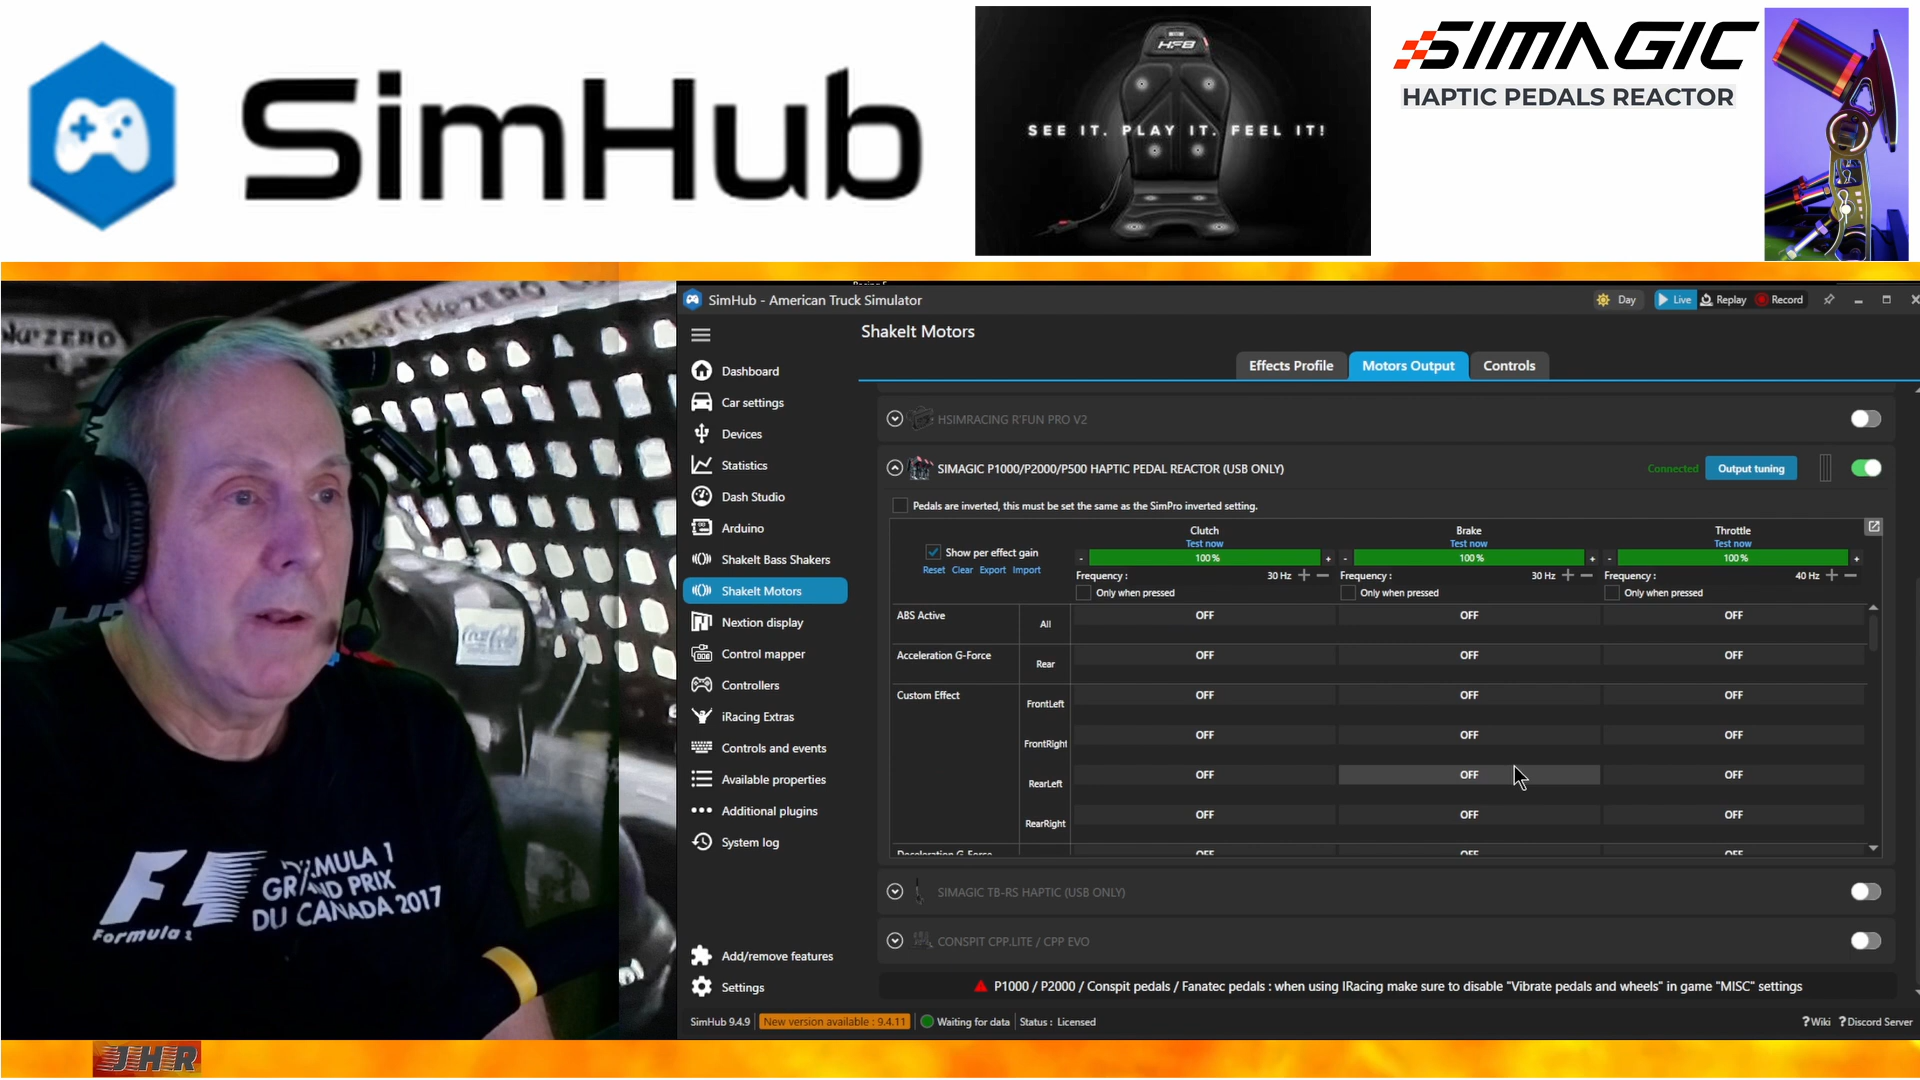 SimHub
HF8
SEE IT. PLAY IT. FEEL IT!
SIMAGIC
HAPTIC PEDALS REACTOR
SimHub - American Truck Simulator
Day
Live
Replay
Record
ShakeIt Motors
Effects Profile
Motors Output
Controls
Dashboard
Car settings
Devices
Statistics
Dash Studio
Arduino
ShakeIt Bass Shakers
ShakeIt Motors
Nextion display
Control mapper
Controllers
iRacing Extras
Controls and events
Available properties
Additional plugins
System log
Add/remove features
Settings
HSIMRACING R'FUN PRO V2
SIMAGIC P1000/P2000/P500 HAPTIC PEDAL REACTOR (USB ONLY)
Connected
Output tuning
Pedals are inverted, this must be set the same as the SimPro inverted setting.
Show per effect gain
Reset Clear Export Import
Clutch
Test now
- 100 % +
Frequency : 30 Hz + −
Only when pressed
Brake
Test now
- 100 % +
Frequency : 30 Hz + −
Only when pressed
Throttle
Test now
- 100 % +
Frequency : 40 Hz + −
Only when pressed
ABS Active All OFF OFF OFF
Acceleration G-Force Rear OFF OFF OFF
Custom Effect FrontLeft OFF OFF OFF
FrontRight OFF OFF OFF
RearLeft OFF OFF OFF
RearRight OFF OFF OFF
Deceleration G-Force OFF OFF OFF
SIMAGIC TB-RS HAPTIC (USB ONLY)
CONSPIT CPP.LITE / CPP EVO
P1000 / P2000 / Conspit pedals / Fanatec pedals : when using IRacing make sure to disable "Vibrate pedals and wheels" in game "MISC" settings
SimHub 9.4.9
New version available : 9.4.11
Waiting for data
Status : Licensed
?Wiki
?Discord Server
F1
Formula 1
FORMULA 1
GRAND PRIX
DU CANADA 2017
JHR